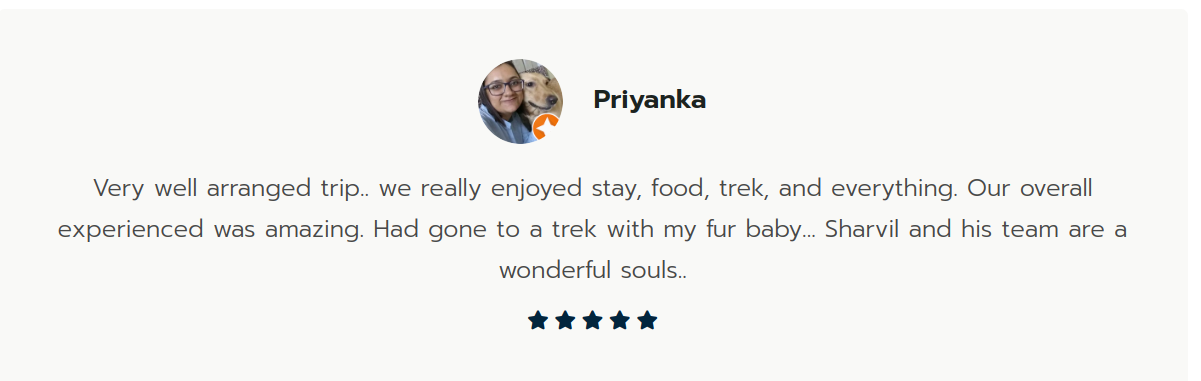 Priyanka
Very well arranged trip.. we really enjoyed stay, food, trek, and everything. Our overall
experienced was amazing. Had gone to a trek with my fur baby... Sharvil and his team are a
wonderful souls..